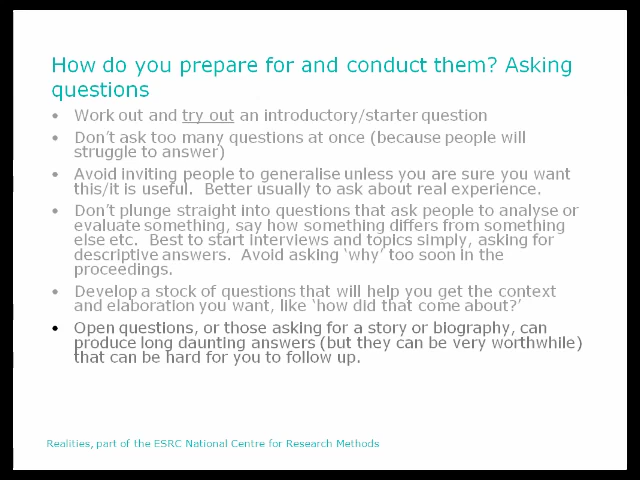 How do you prepare for and conduct them? Asking
questions
• Work out and try out an introductory/starter question
• Don't ask too many questions at once (because people will
struggle to answer)
• Avoid inviting people to generalise unless you are sure you want
this/it is useful.  Better usually to ask about real experience.
• Don't plunge straight into questions that ask people to analyse or
evaluate something, say how something differs from something
else etc.  Best to start interviews and topics simply, asking for
descriptive answers.  Avoid asking 'why' too soon in the
proceedings.
• Develop a stock of questions that will help you get the context
and elaboration you want, like 'how did that come about?'
• Open questions, or those asking for a story or biography, can
produce long daunting answers (but they can be very worthwhile)
that can be hard for you to follow up.
Realities, part of the ESRC National Centre for Research Methods